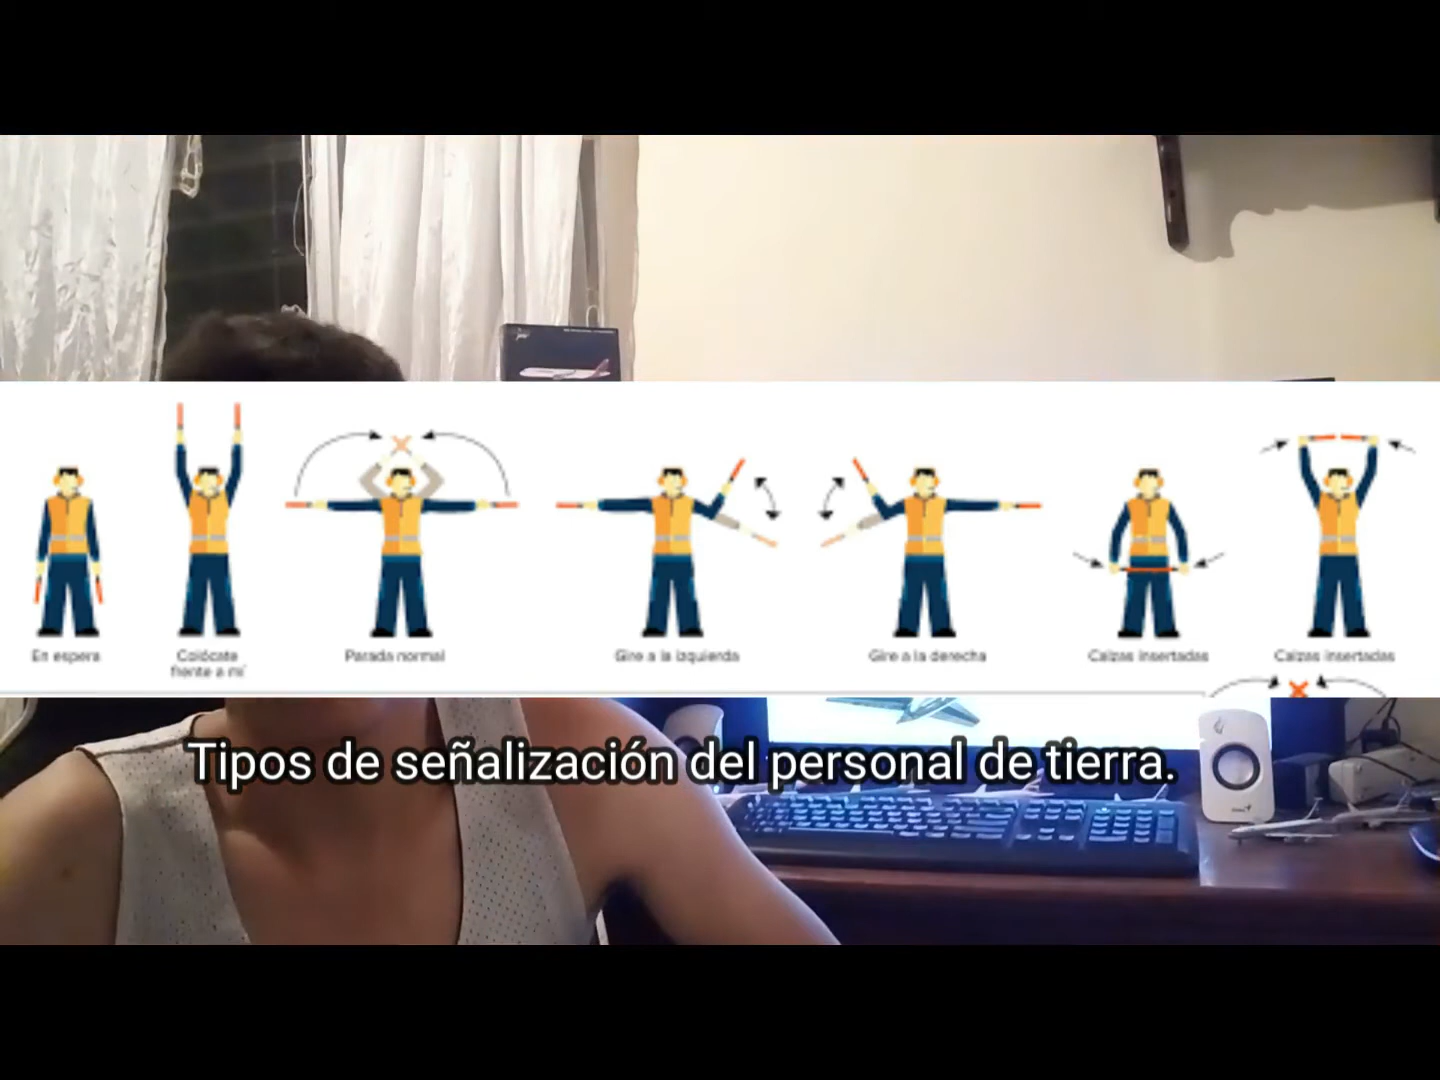 En espera
Colócate
frente a mí
Parada normal
Gire a la izquierda
Gire a la derecha
Calzas insertadas
Calzas insertadas
Tipos de señalización del personal de tierra.